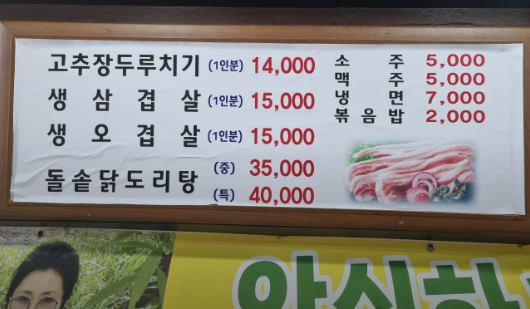 고추장두루치기 (1인분) 14,000
생삼겹살 (1인분) 15,000
생오겹살 (1인분) 15,000
돌솥닭도리탕 (중) 35,000
(특) 40,000
소주 5,000
맥주 5,000
냉면 7,000
볶음밥 2,000
안심하